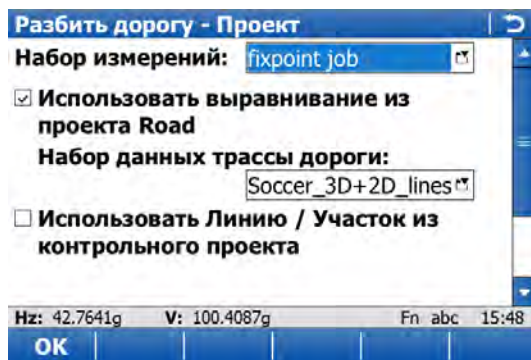 Разбить дорогу - Проект
Набор измерений: fixpoint job
Использовать выравнивание из
проекта Road
Набор данных трассы дороги:
Soccer_3D+2D_lines
Использовать Линию / Участок из
контрольного проекта
Hz: 42.7641g V: 100.4087g Fn abc 15:48
OK